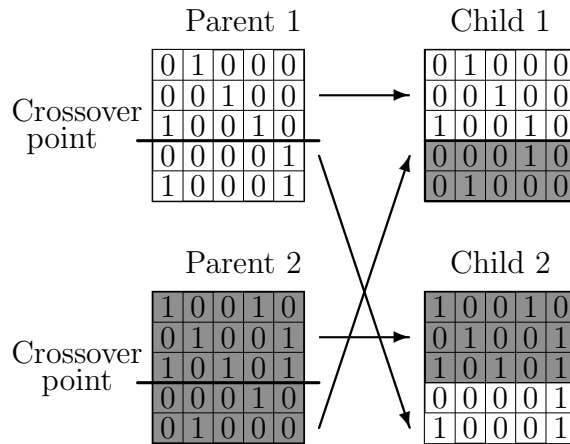 Parent 1
Child 1
0 1 0 0 0
0 0 1 0 0
1 0 0 1 0
0 0 0 0 1
1 0 0 0 1
Crossover
point
0 1 0 0 0
0 0 1 0 0
1 0 0 1 0
0 0 0 1 0
0 1 0 0 0
Parent 2
Child 2
1 0 0 1 0
0 1 0 0 1
1 0 1 0 1
0 0 0 1 0
0 1 0 0 0
Crossover
point
1 0 0 1 0
0 1 0 0 1
1 0 1 0 1
0 0 0 0 1
1 0 0 0 1